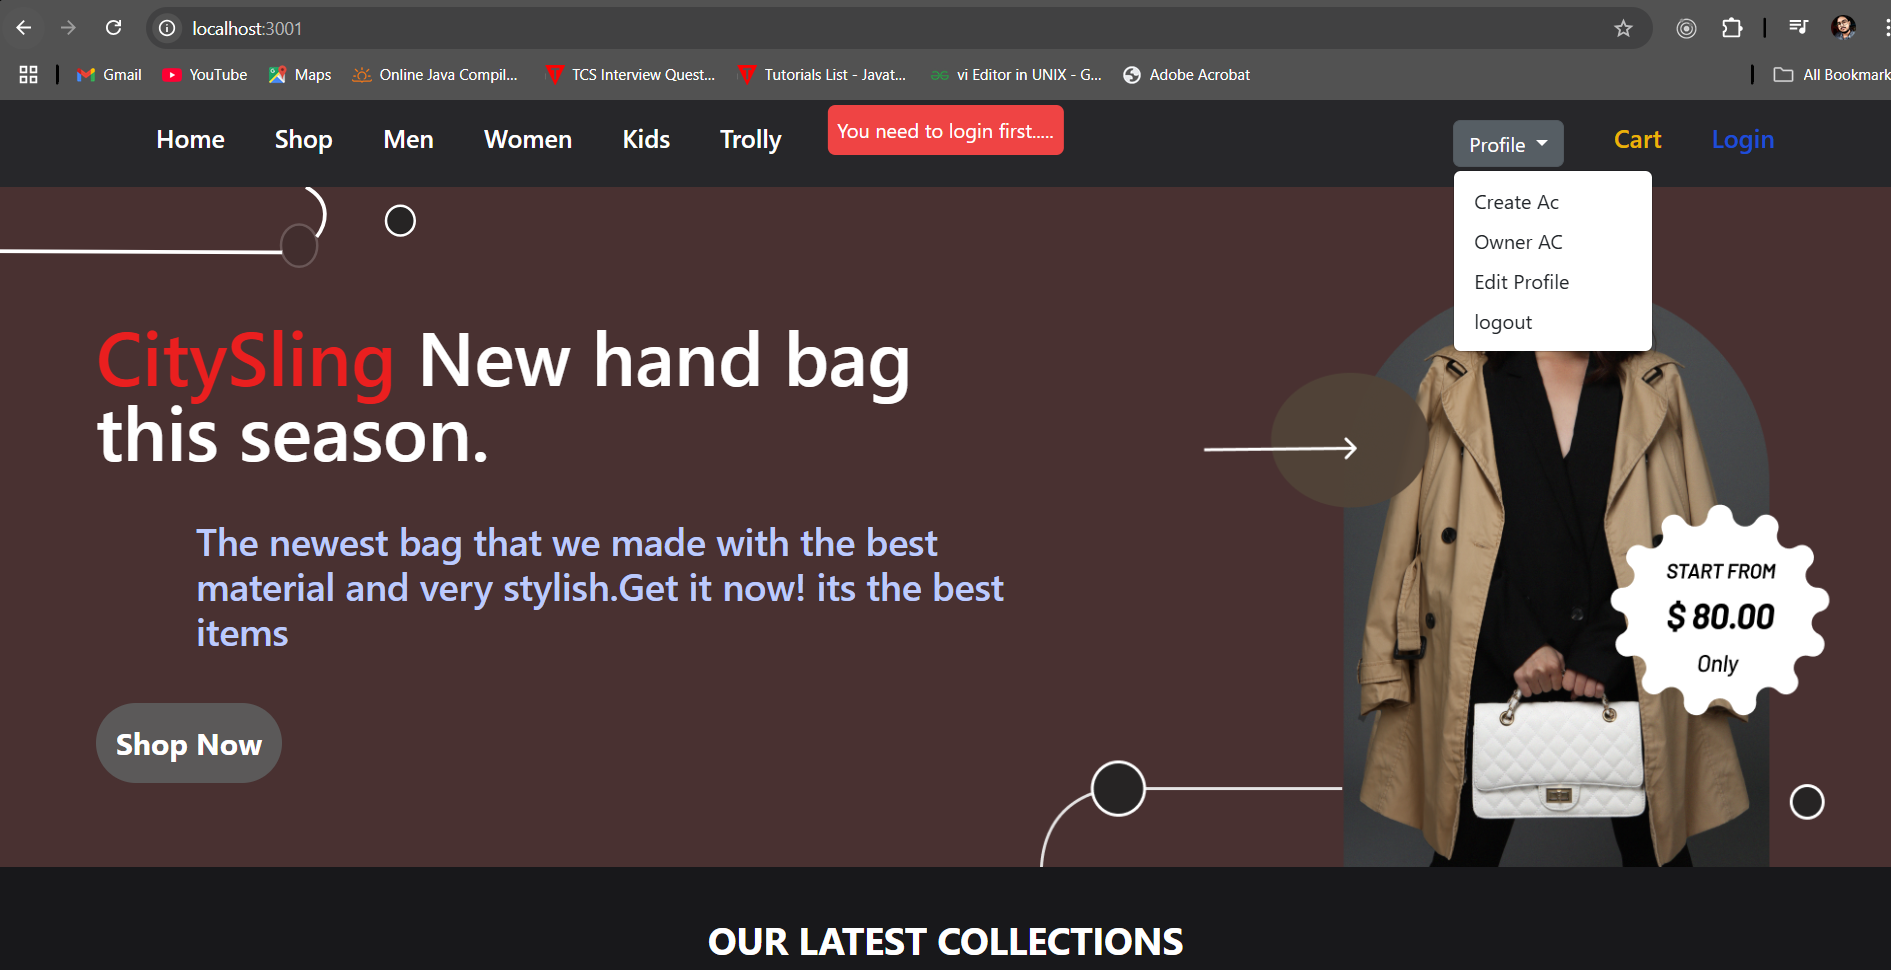 localhost:3001
Gmail YouTube Maps Online Java Compil... TCS Interview Quest... Tutorials List - Javat... vi Editor in UNIX - G... Adobe Acrobat All Bookmark
Home Shop Men Women Kids Trolly You need to login first..... Profile Cart Login
Create Ac
Owner AC
Edit Profile
logout
CitySling New hand bag
this season.
The newest bag that we made with the best
material and very stylish.Get it now! its the best
items
Shop Now
START FROM
$ 80.00
Only
OUR LATEST COLLECTIONS